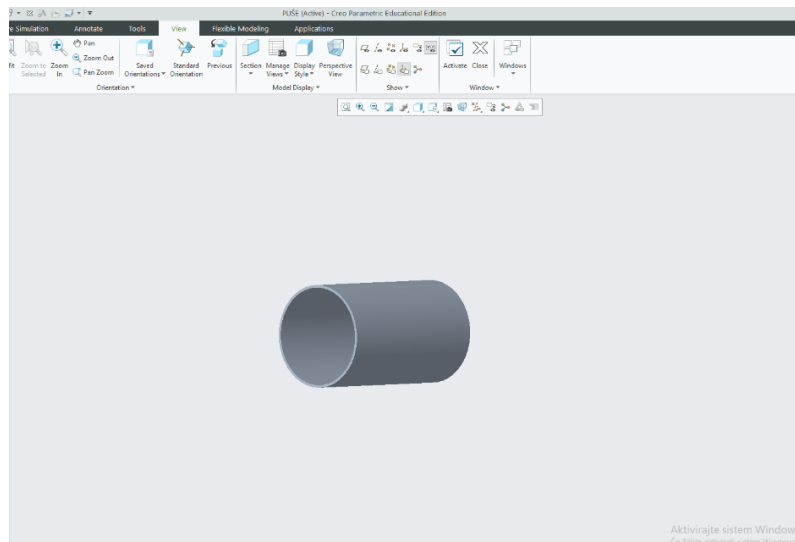 PUŠE (Active) - Creo Parametric Educational Edition
Simulation Annotate Tools View Flexible Modeling Applications
Pan
Zoom Out
Pan Zoom
Zoom to Selected
Zoom In
Saved Orientations
Standard Orientation
Previous
Section
Manage Views
Display Style
Perspective View
Activate Close Windows
Orientation Model Display Show Window
Aktivirajte sistem Window